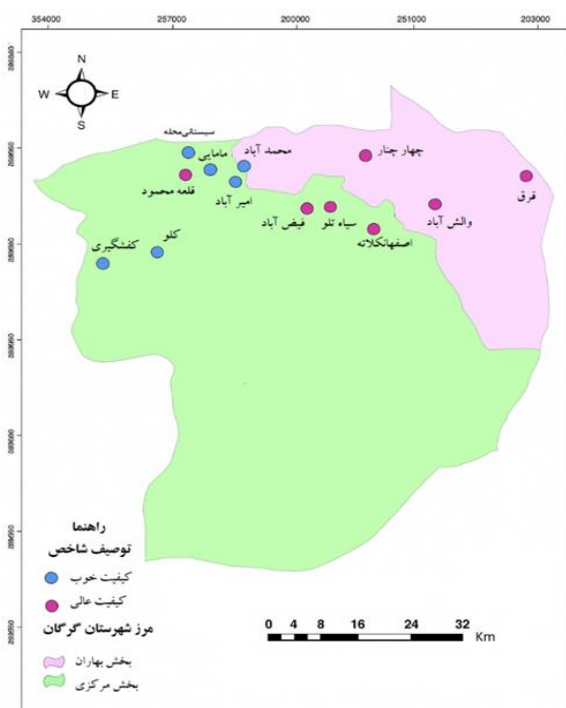 354000 257000 200000 251000 203000
N
W E
S
سیستانی‌محله
مامایی
محمد آباد
چهار چنار
قلعه محمود
امیر آباد
قرق
فیض آباد
سیاه تلو
والش آباد
اصفهانکلاته
کلو
کفشگیری
راهنما
توصیف شاخص
کیفیت خوب
کیفیت عالی
مرز شهرستان گرگان
بخش بهاران
بخش مرکزی
0 4 8 16 24 32
Km